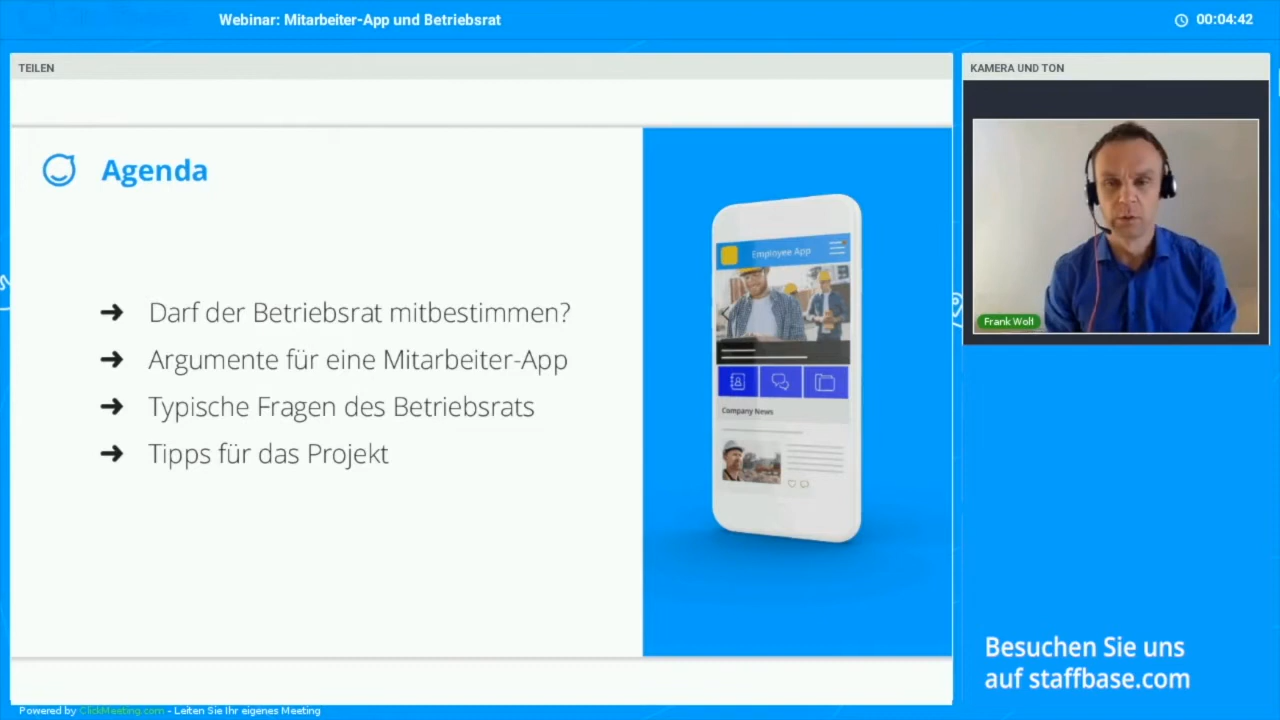 Webinar: Mitarbeiter-App und Betriebsrat
00:04:42
TEILEN
KAMERA UND TON
Agenda
➔ Darf der Betriebsrat mitbestimmen?
➔ Argumente für eine Mitarbeiter-App
➔ Typische Fragen des Betriebsrats
➔ Tipps für das Projekt
Employee App
Company News
Frank Wolf
Besuchen Sie uns
auf staffbase.com
Powered by ClickMeeting.com - Leiten Sie Ihr eigenes Meeting